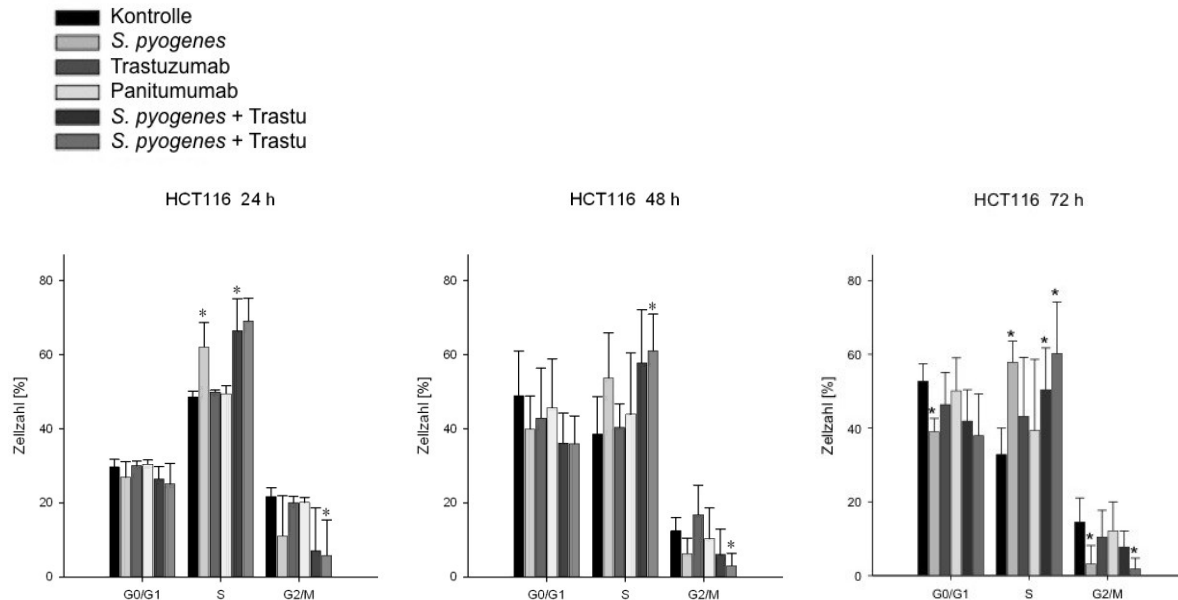 Kontrolle
S. pyogenes
Trastuzumab
Panitumumab
S. pyogenes + Trastu
S. pyogenes + Trastu
HCT116 24 h
Zellzahl [%]
80
60
40
20
0
* * *
G0/G1 S G2/M
HCT116 48 h
Zellzahl [%]
80
60
40
20
0
* *
G0/G1 S G2/M
HCT116 72 h
Zellzahl [%]
80
60
40
20
0
* * * * * *
G0/G1 S G2/M